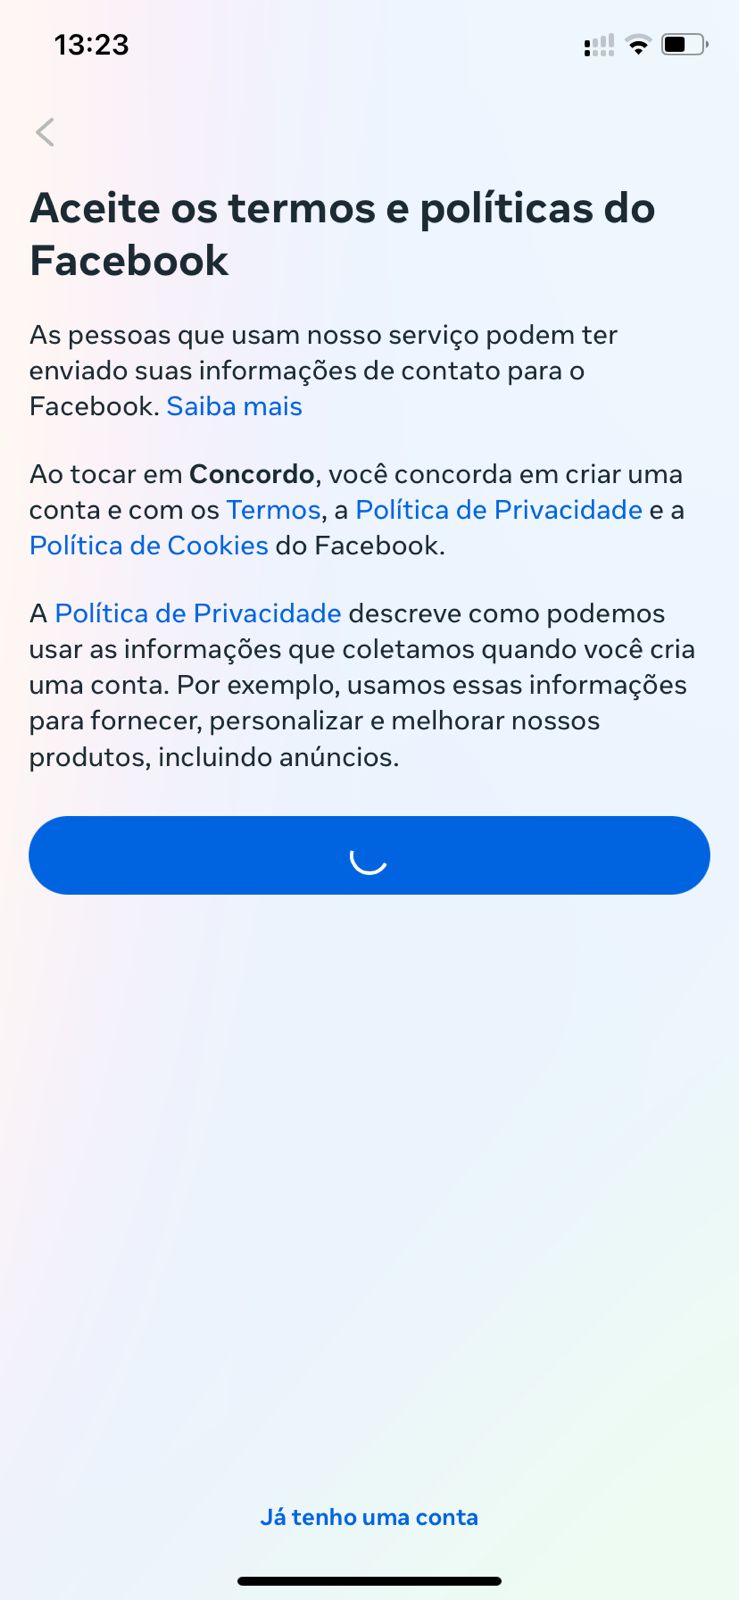 13:23
Aceite os termos e políticas do
Facebook
As pessoas que usam nosso serviço podem ter
enviado suas informações de contato para o
Facebook. Saiba mais
Ao tocar em Concordo, você concorda em criar uma
conta e com os Termos, a Política de Privacidade e a
Política de Cookies do Facebook.
A Política de Privacidade descreve como podemos
usar as informações que coletamos quando você cria
uma conta. Por exemplo, usamos essas informações
para fornecer, personalizar e melhorar nossos
produtos, incluindo anúncios.
Já tenho uma conta